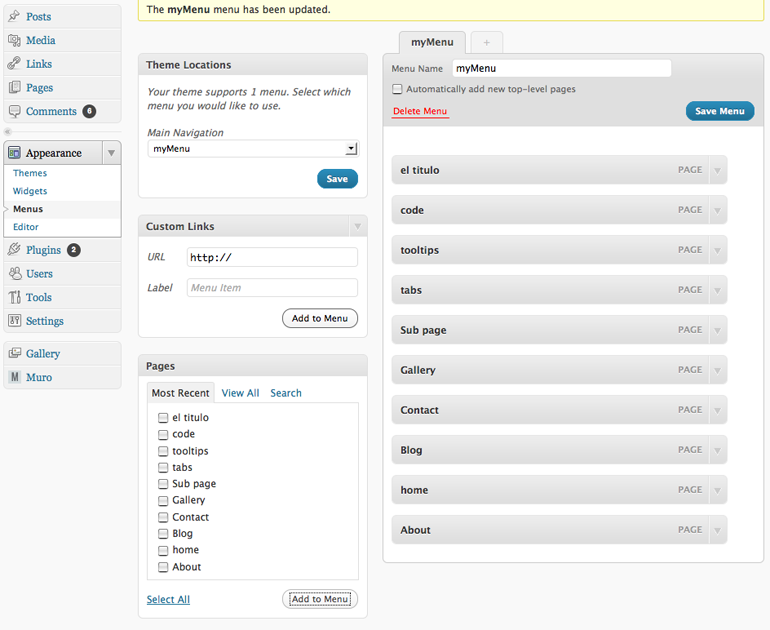 The myMenu menu has been updated.
Posts
Media
Links
Pages
Comments 6
Appearance
Themes
Widgets
Menus
Editor
Plugins 2
Users
Tools
Settings
Gallery
M Muro
Theme Locations
Your theme supports 1 menu. Select which
menu you would like to use.
Main Navigation
myMenu
Save
Custom Links
URL http://
Label Menu Item
Add to Menu
Pages
Most Recent View All Search
el titulo
code
tooltips
tabs
Sub page
Gallery
Contact
Blog
home
About
Select All Add to Menu
myMenu +
Menu Name myMenu
Automatically add new top-level pages
Delete Menu Save Menu
el titulo PAGE
code PAGE
tooltips PAGE
tabs PAGE
Sub page PAGE
Gallery PAGE
Contact PAGE
Blog PAGE
home PAGE
About PAGE